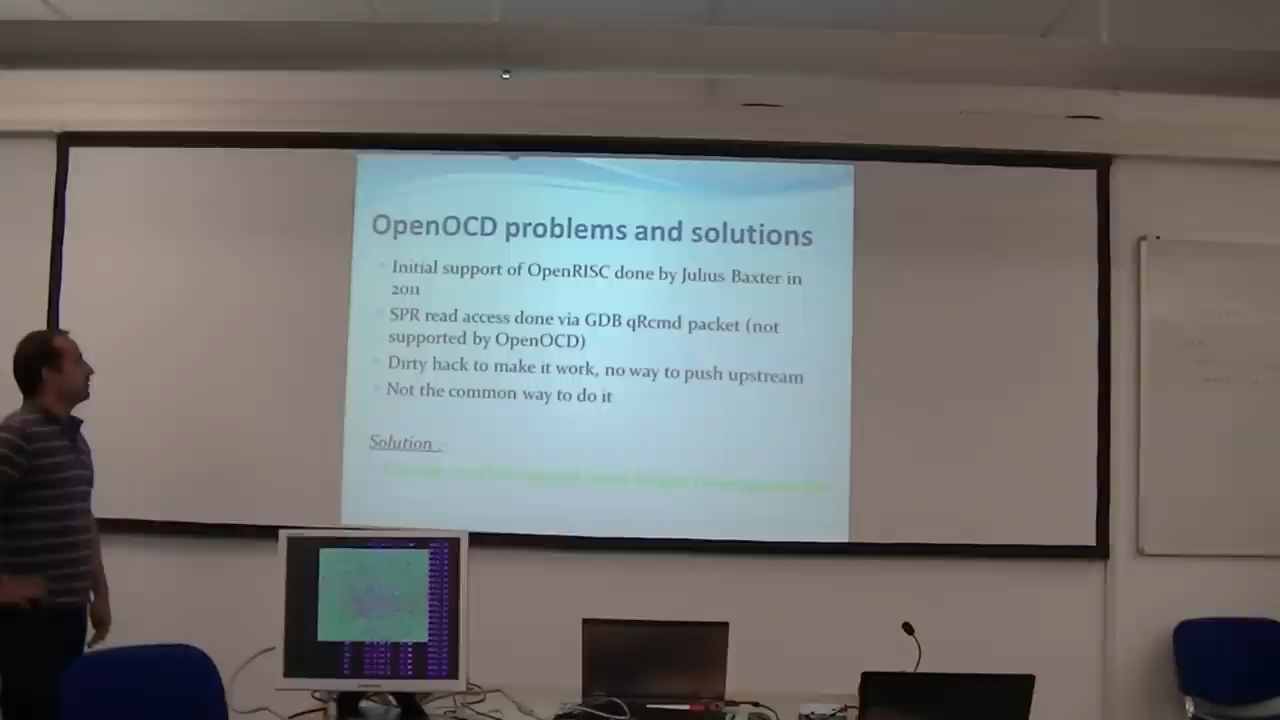 OpenOCD problems and solutions
Initial support of OpenRISC done by Julius Baxter in
2011
SPR read access done via GDB qRcmd packet (not
supported by OpenOCD)
Dirty hack to make it work, no way to push upstream
Not the common way to do it
Solution :